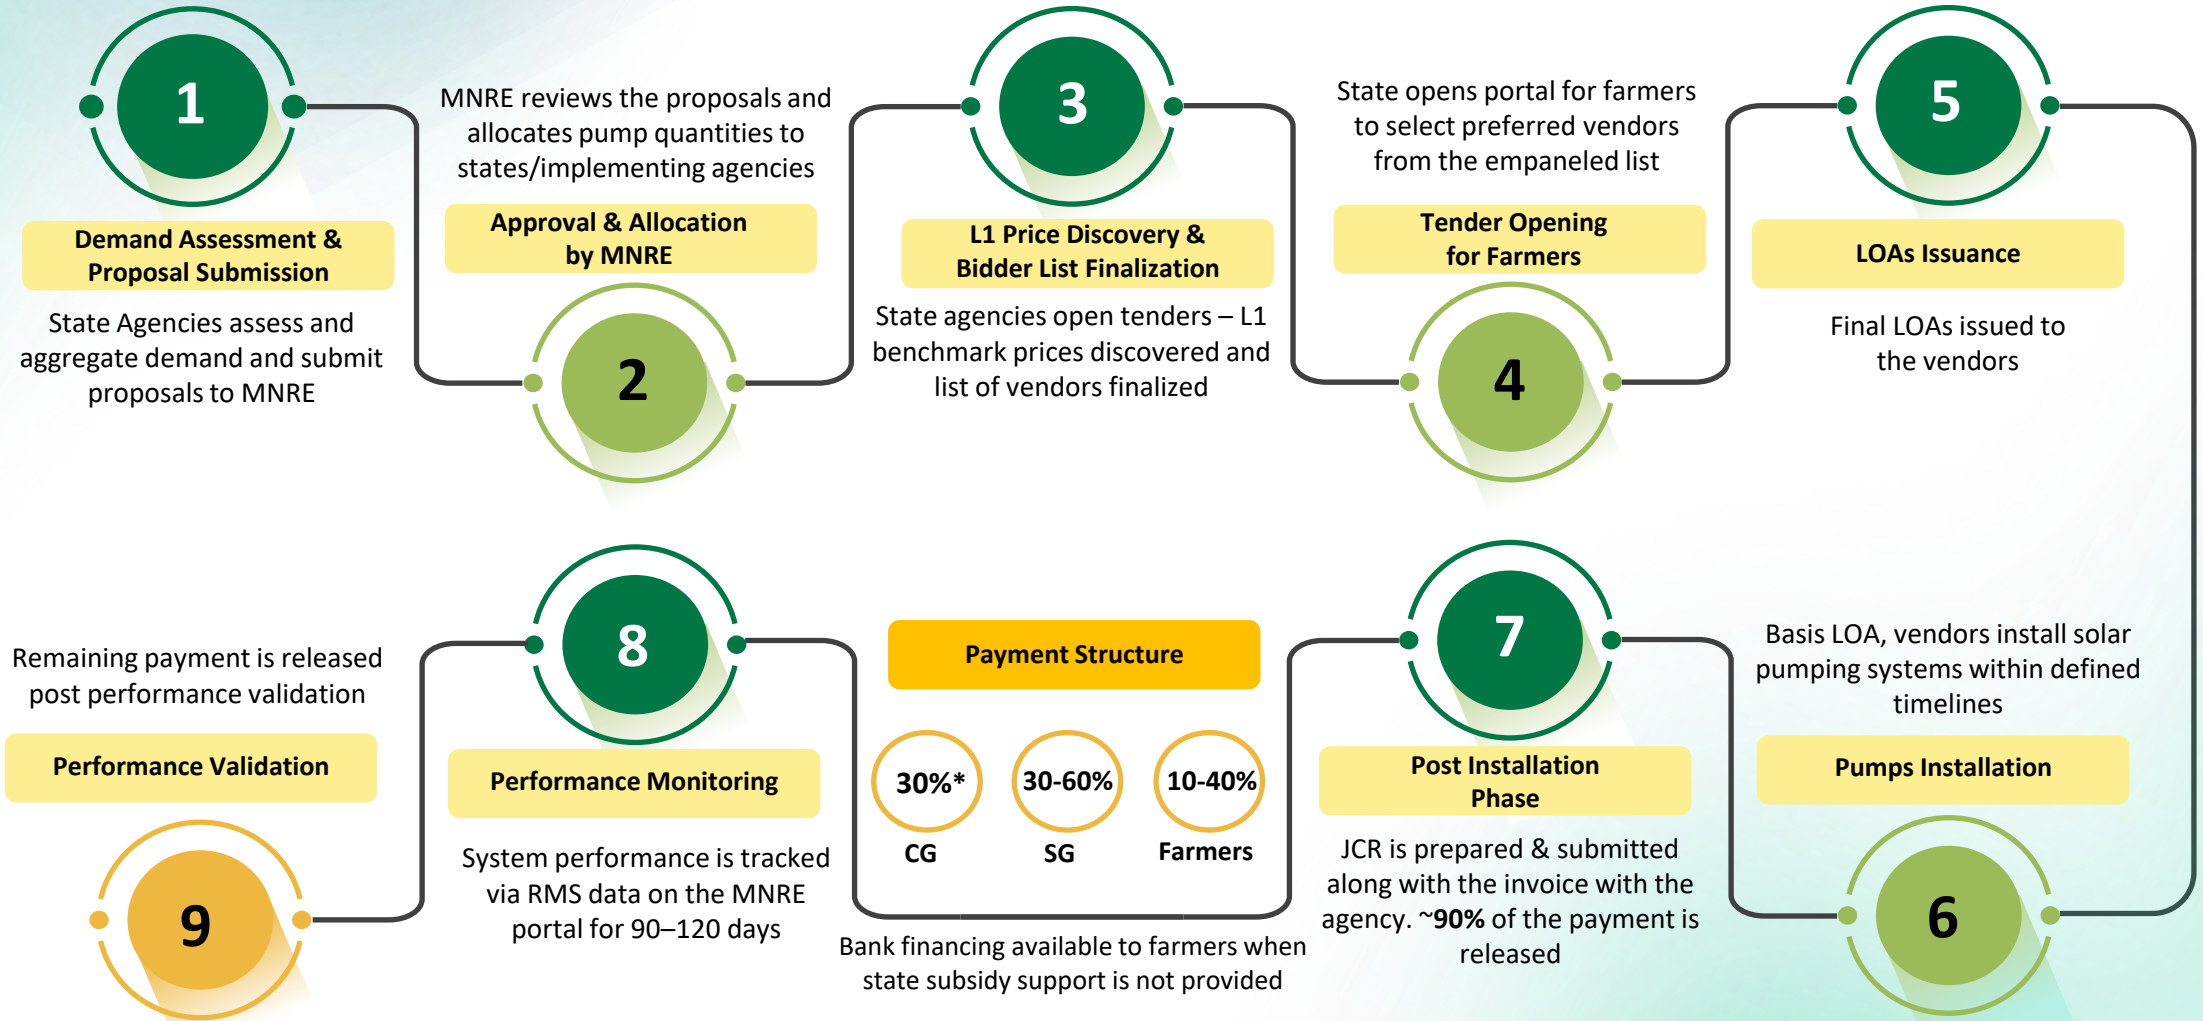 1
Demand Assessment &
Proposal Submission
State Agencies assess and
aggregate demand and submit
proposals to MNRE
MNRE reviews the proposals and
allocates pump quantities to
states/implementing agencies
Approval & Allocation
by MNRE
2
3
L1 Price Discovery &
Bidder List Finalization
State agencies open tenders – L1
benchmark prices discovered and
list of vendors finalized
State opens portal for farmers
to select preferred vendors
from the empaneled list
Tender Opening
for Farmers
4
5
LOAs Issuance
Final LOAs issued to
the vendors
Basis LOA, vendors install solar
pumping systems within defined
timelines
Pumps Installation
6
7
Post Installation
Phase
JCR is prepared & submitted
along with the invoice with the
agency. ~90% of the payment is
released
Payment Structure
30%*
30-60%
10-40%
CG
SG
Farmers
Bank financing available to farmers when
state subsidy support is not provided
8
Performance Monitoring
System performance is tracked
via RMS data on the MNRE
portal for 90–120 days
Remaining payment is released
post performance validation
Performance Validation
9